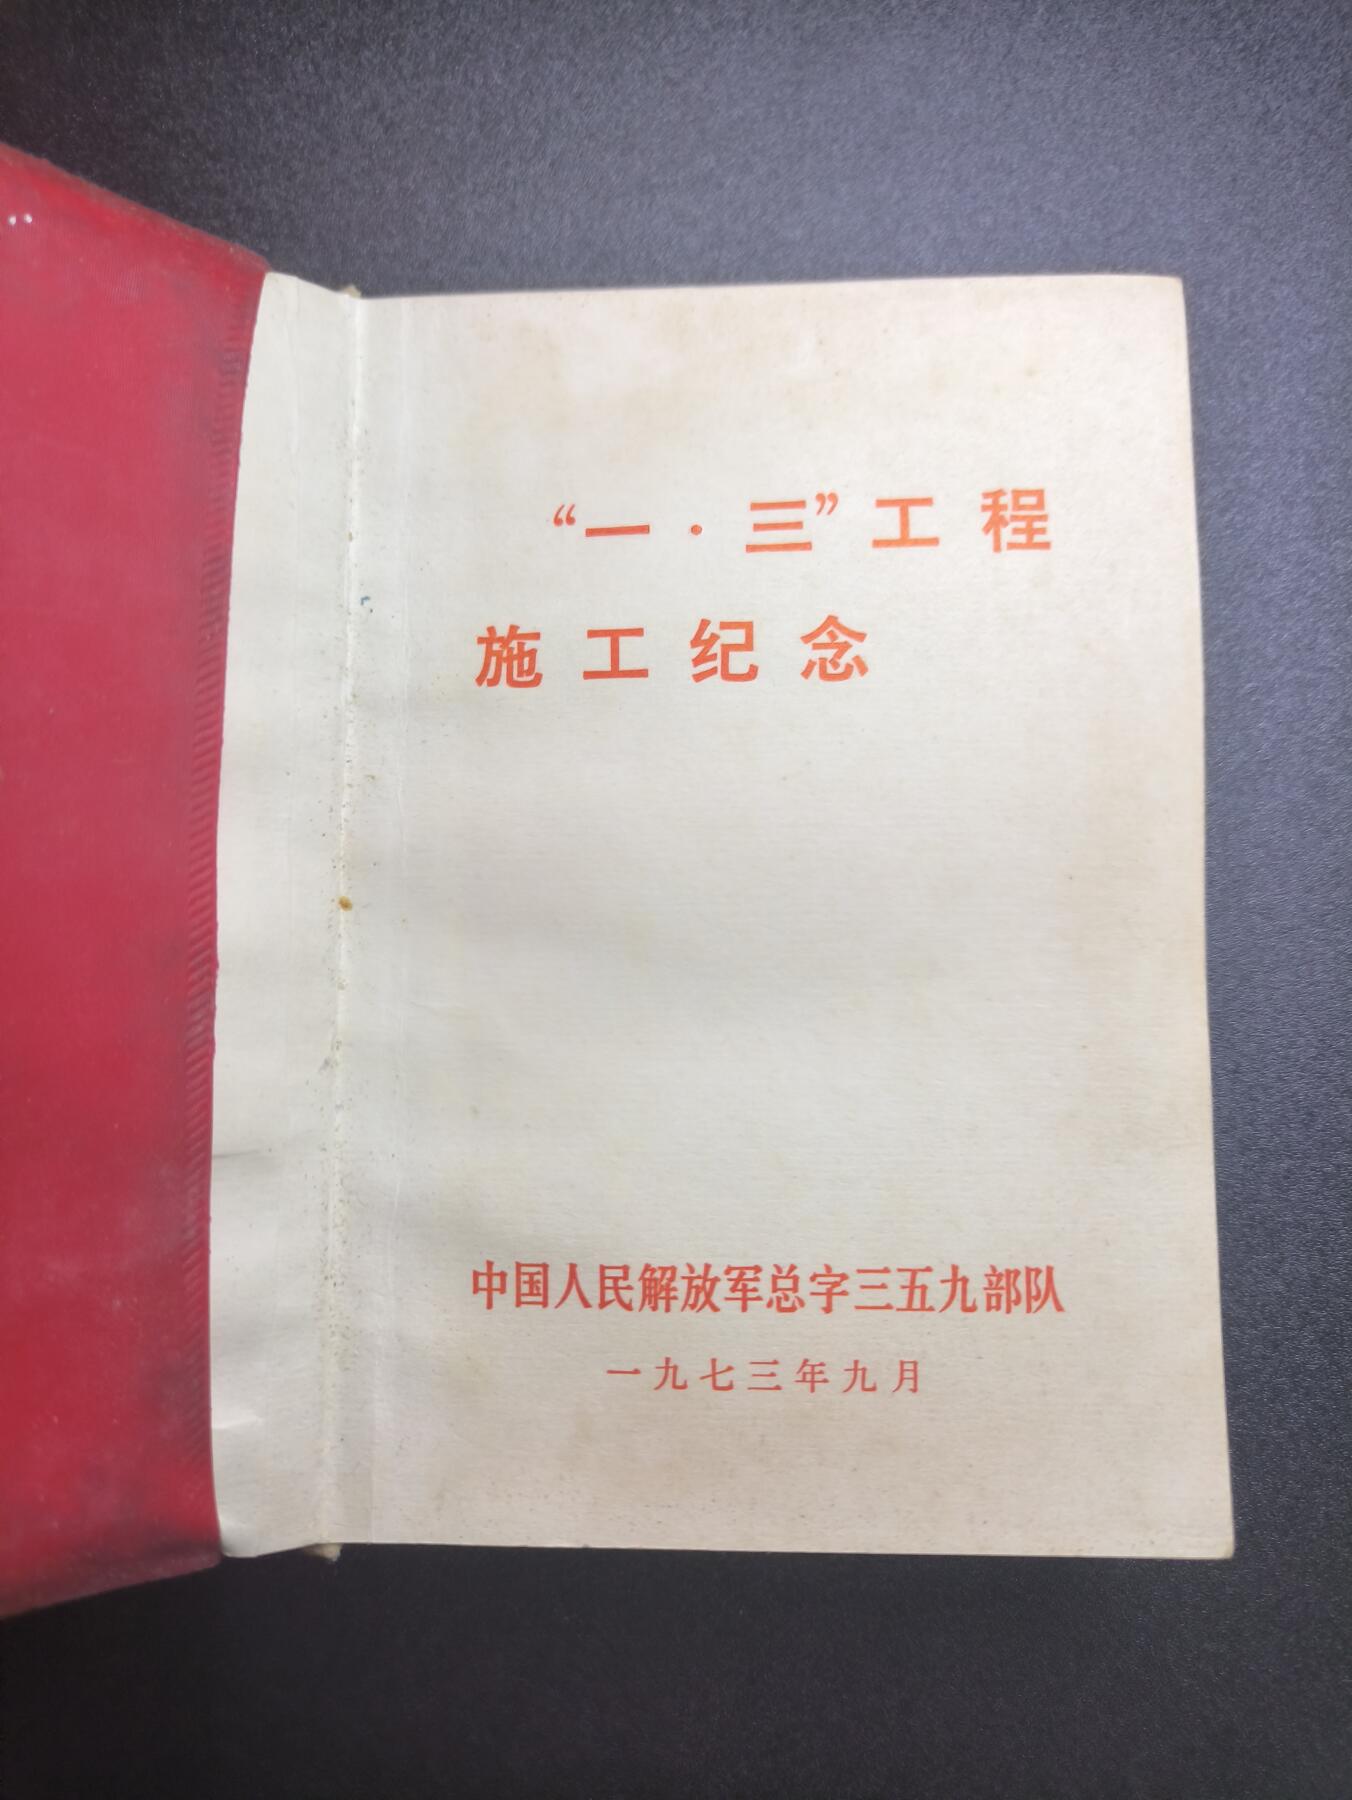 “一·三”工程
施工纪念
中国人民解放军总字三五九部队
一九七三年九月